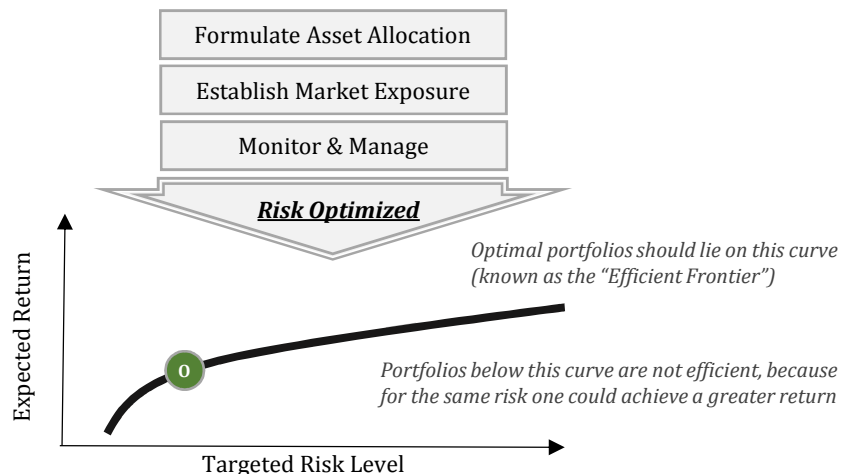 Formulate Asset Allocation
Establish Market Exposure
Monitor & Manage
Risk Optimized
Optimal portfolios should lie on this curve
(known as the “Efficient Frontier”)
Expected Return
O
Portfolios below this curve are not efficient, because
for the same risk one could achieve a greater return
Targeted Risk Level